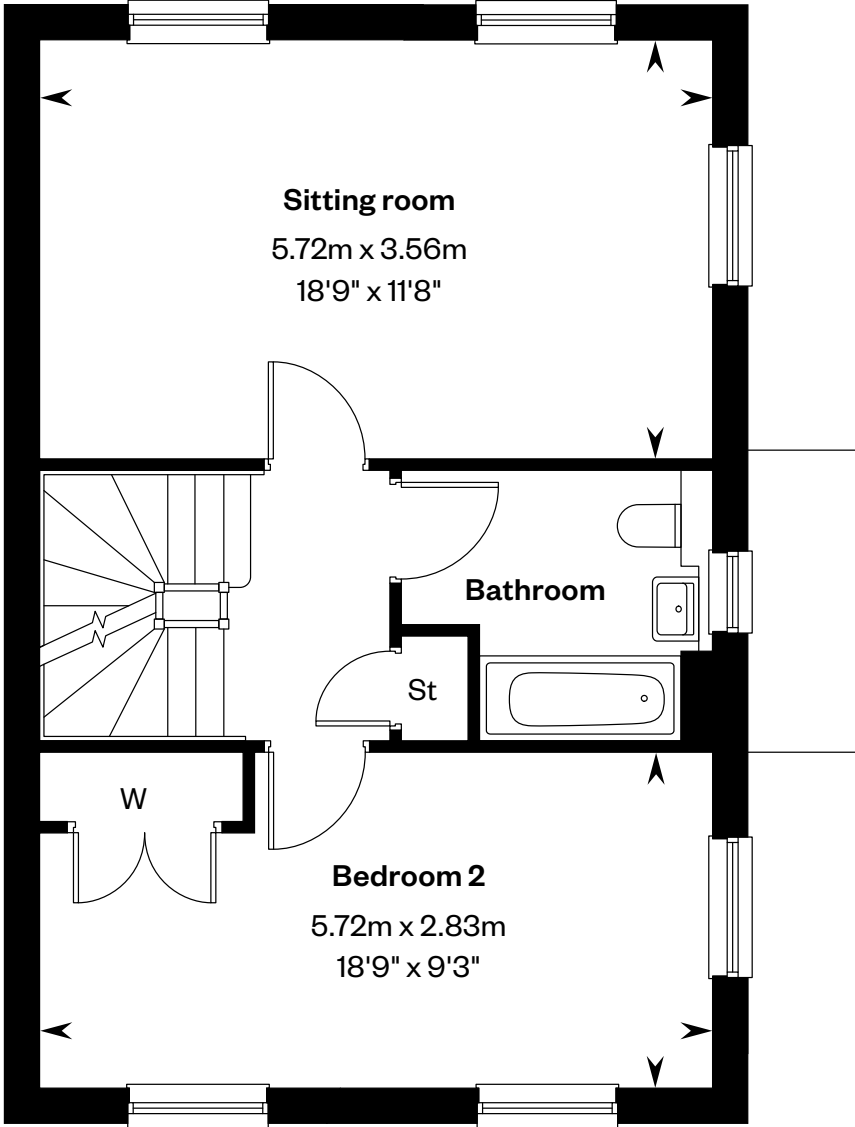 Sitting room
5.72m x 3.56m
18'9" x 11'8"
Bathroom
St
W
Bedroom 2
5.72m x 2.83m
18'9" x 9'3"